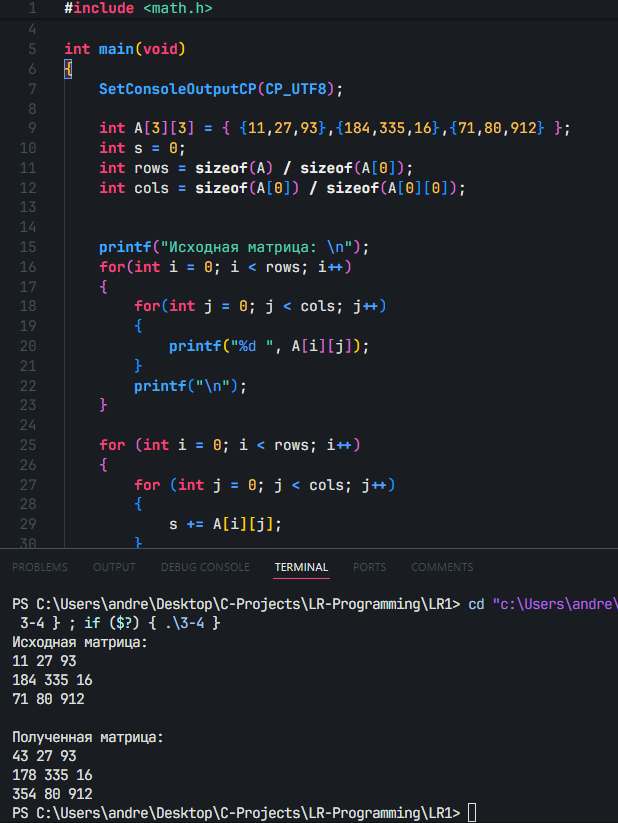 1 #include <math.h>
4
5 int main(void)
6 {
7 SetConsoleOutputCP(CP_UTF8);
8
9 int A[3][3] = { {11,27,93},{184,335,16},{71,80,912} };
10 int s = 0;
11 int rows = sizeof(A) / sizeof(A[0]);
12 int cols = sizeof(A[0]) / sizeof(A[0][0]);
13
14
15 printf("Исходная матрица: \n");
16 for(int i = 0; i < rows; i++)
17 {
18 for(int j = 0; j < cols; j++)
19 {
20 printf("%d ", A[i][j]);
21 }
22 printf("\n");
23 }
24
25 for (int i = 0; i < rows; i++)
26 {
27 for (int j = 0; j < cols; j++)
28 {
29 s += A[i][j];
30 }
PROBLEMS OUTPUT DEBUG CONSOLE TERMINAL PORTS COMMENTS
PS C:\Users\andre\Desktop\C-Projects\LR-Programming\LR1> cd "c:\Users\andre\
3-4 } ; if ($?) { .\3-4 }
Исходная матрица:
11 27 93
184 335 16
71 80 912
Полученная матрица:
43 27 93
178 335 16
354 80 912
PS C:\Users\andre\Desktop\C-Projects\LR-Programming\LR1>